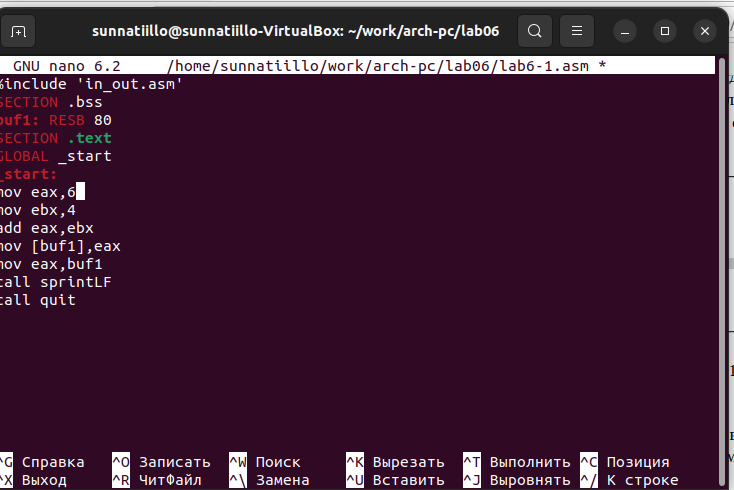 sunnatiillo@sunnatiillo-VirtualBox: ~/work/arch-pc/lab06
GNU nano 6.2 /home/sunnatiillo/work/arch-pc/lab06/lab6-1.asm *
%include 'in_out.asm'
SECTION .bss
buf1: RESB 80
SECTION .text
GLOBAL _start
_start:
mov eax,6
mov ebx,4
add eax,ebx
mov [buf1],eax
mov eax,buf1
call sprintLF
call quit
^G Справка ^O Записать ^W Поиск ^K Вырезать ^T Выполнить ^C Позиция
^X Выход ^R ЧитФайл ^\ Замена ^U Вставить ^J Выровнять ^/ К строке